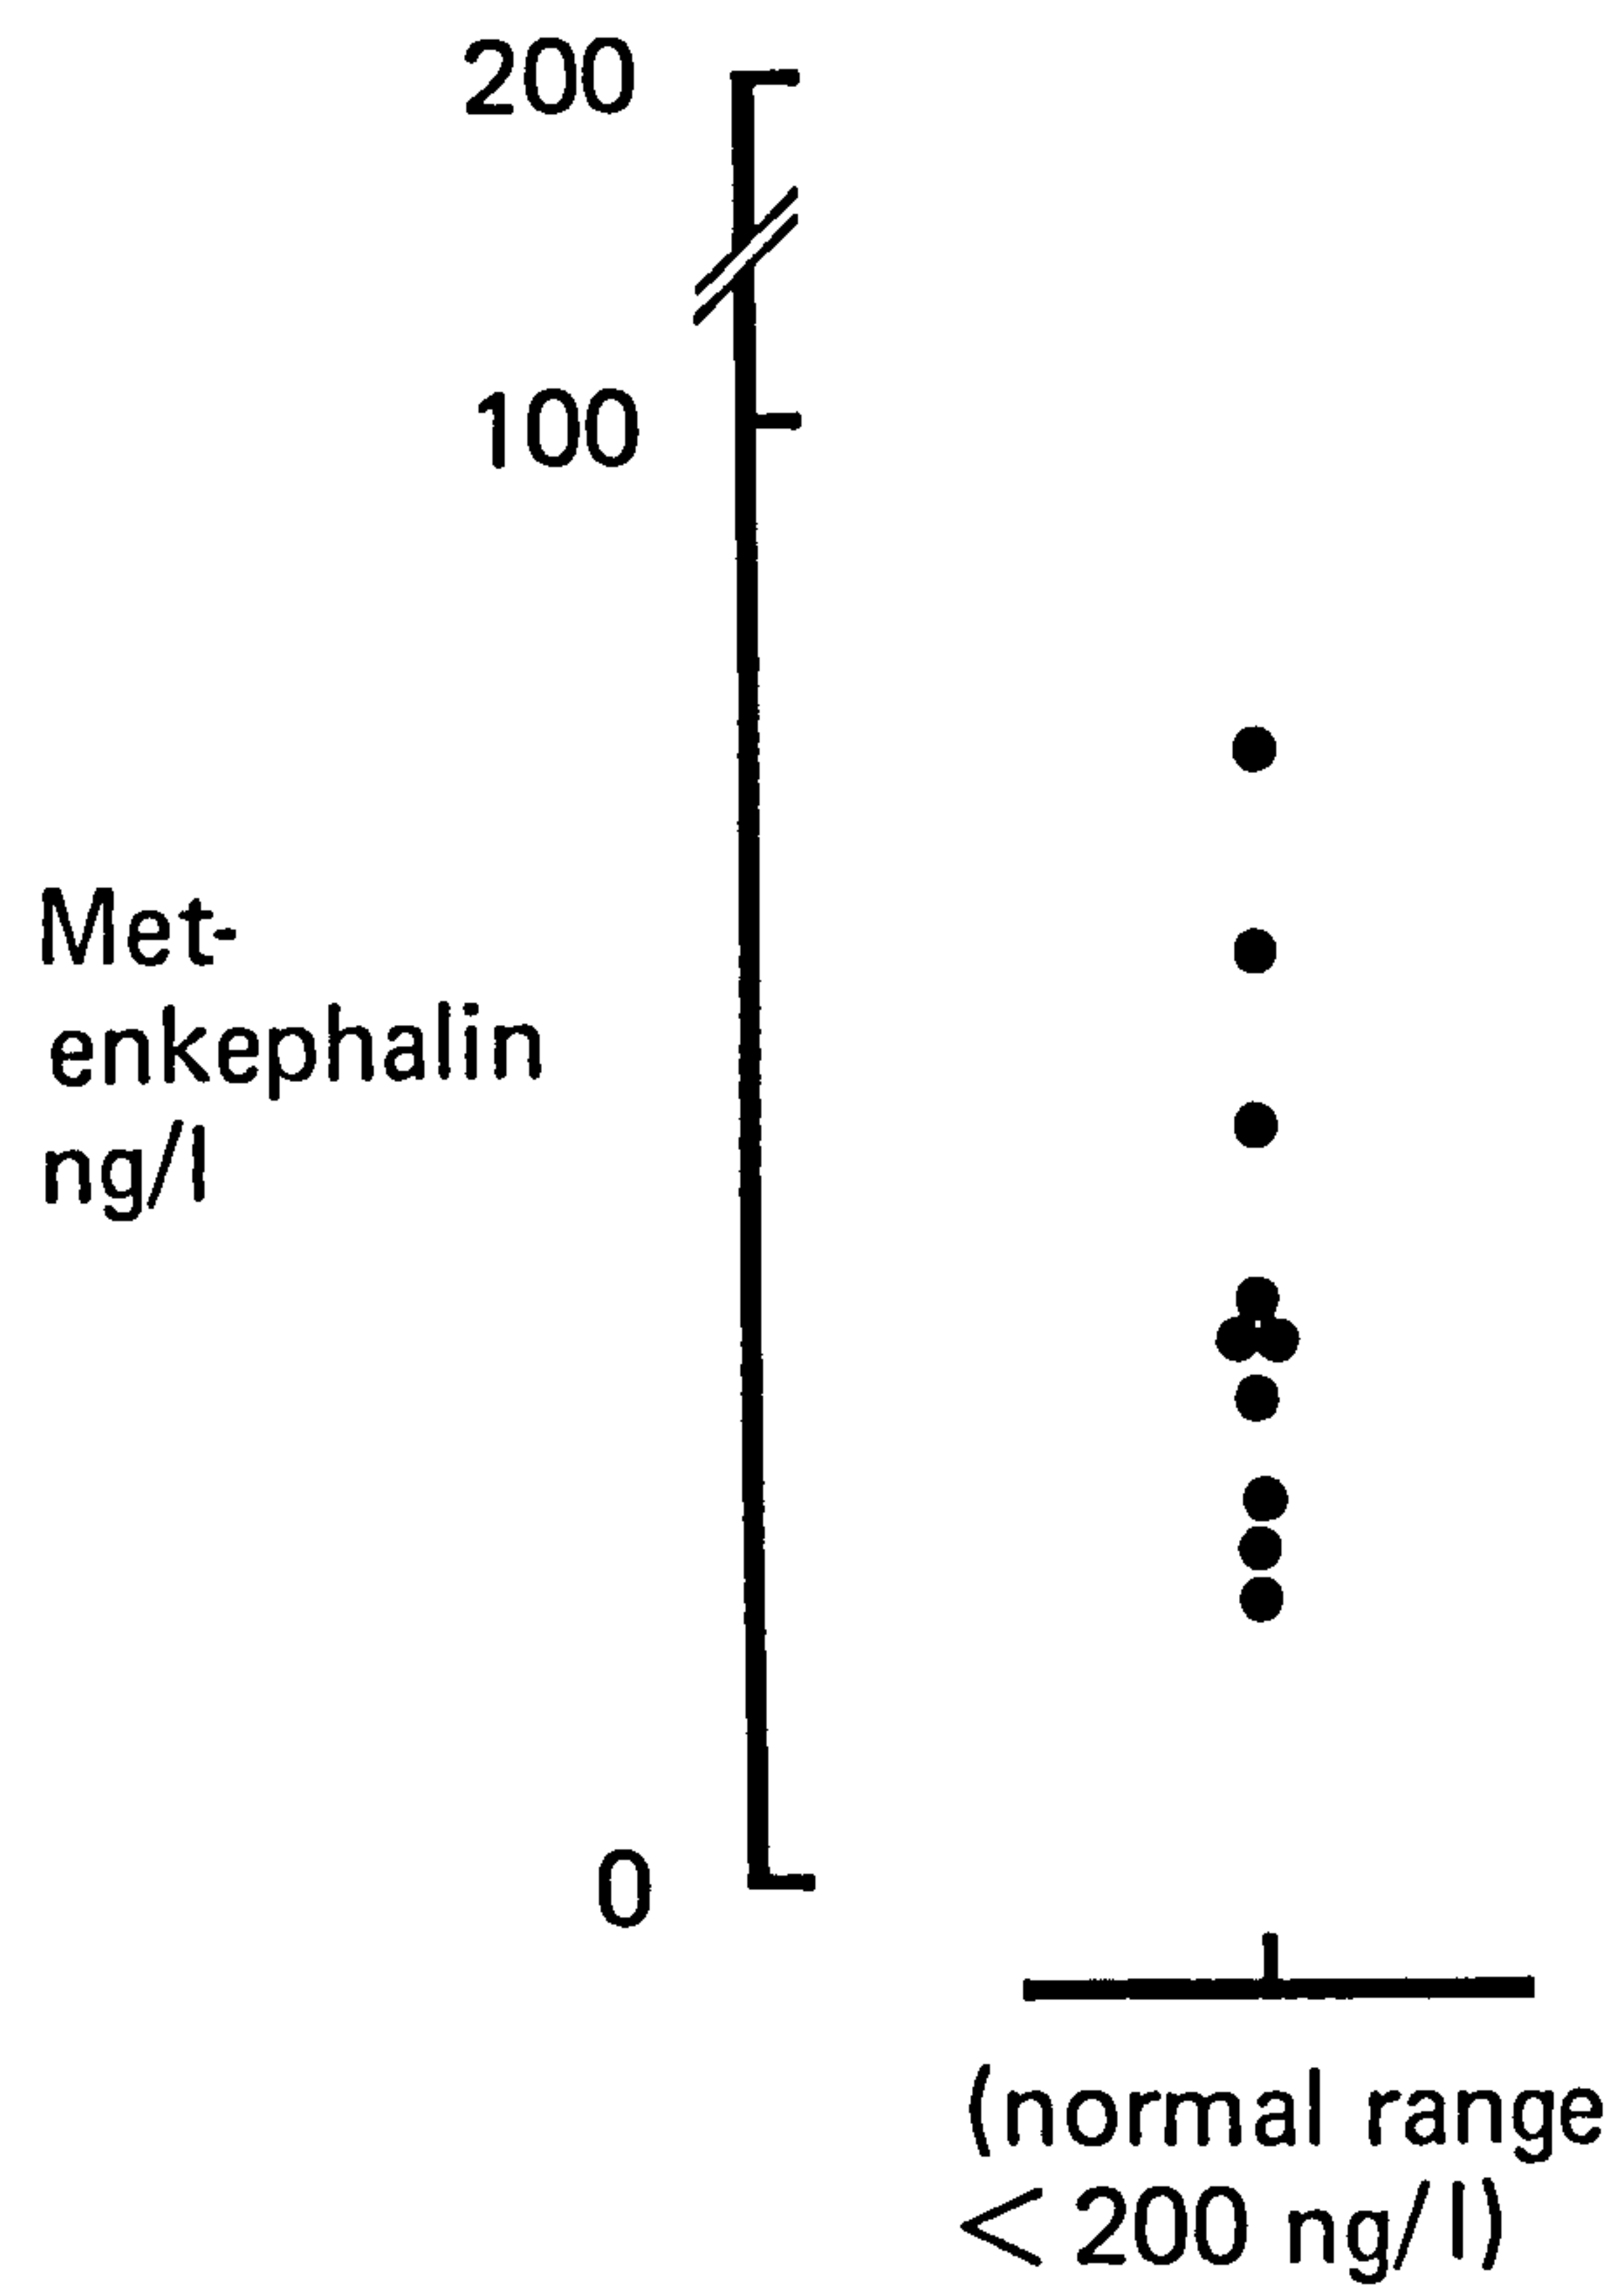 200
100
Met-
enkephalin
ng/l
0
(normal range
< 200 ng/l)